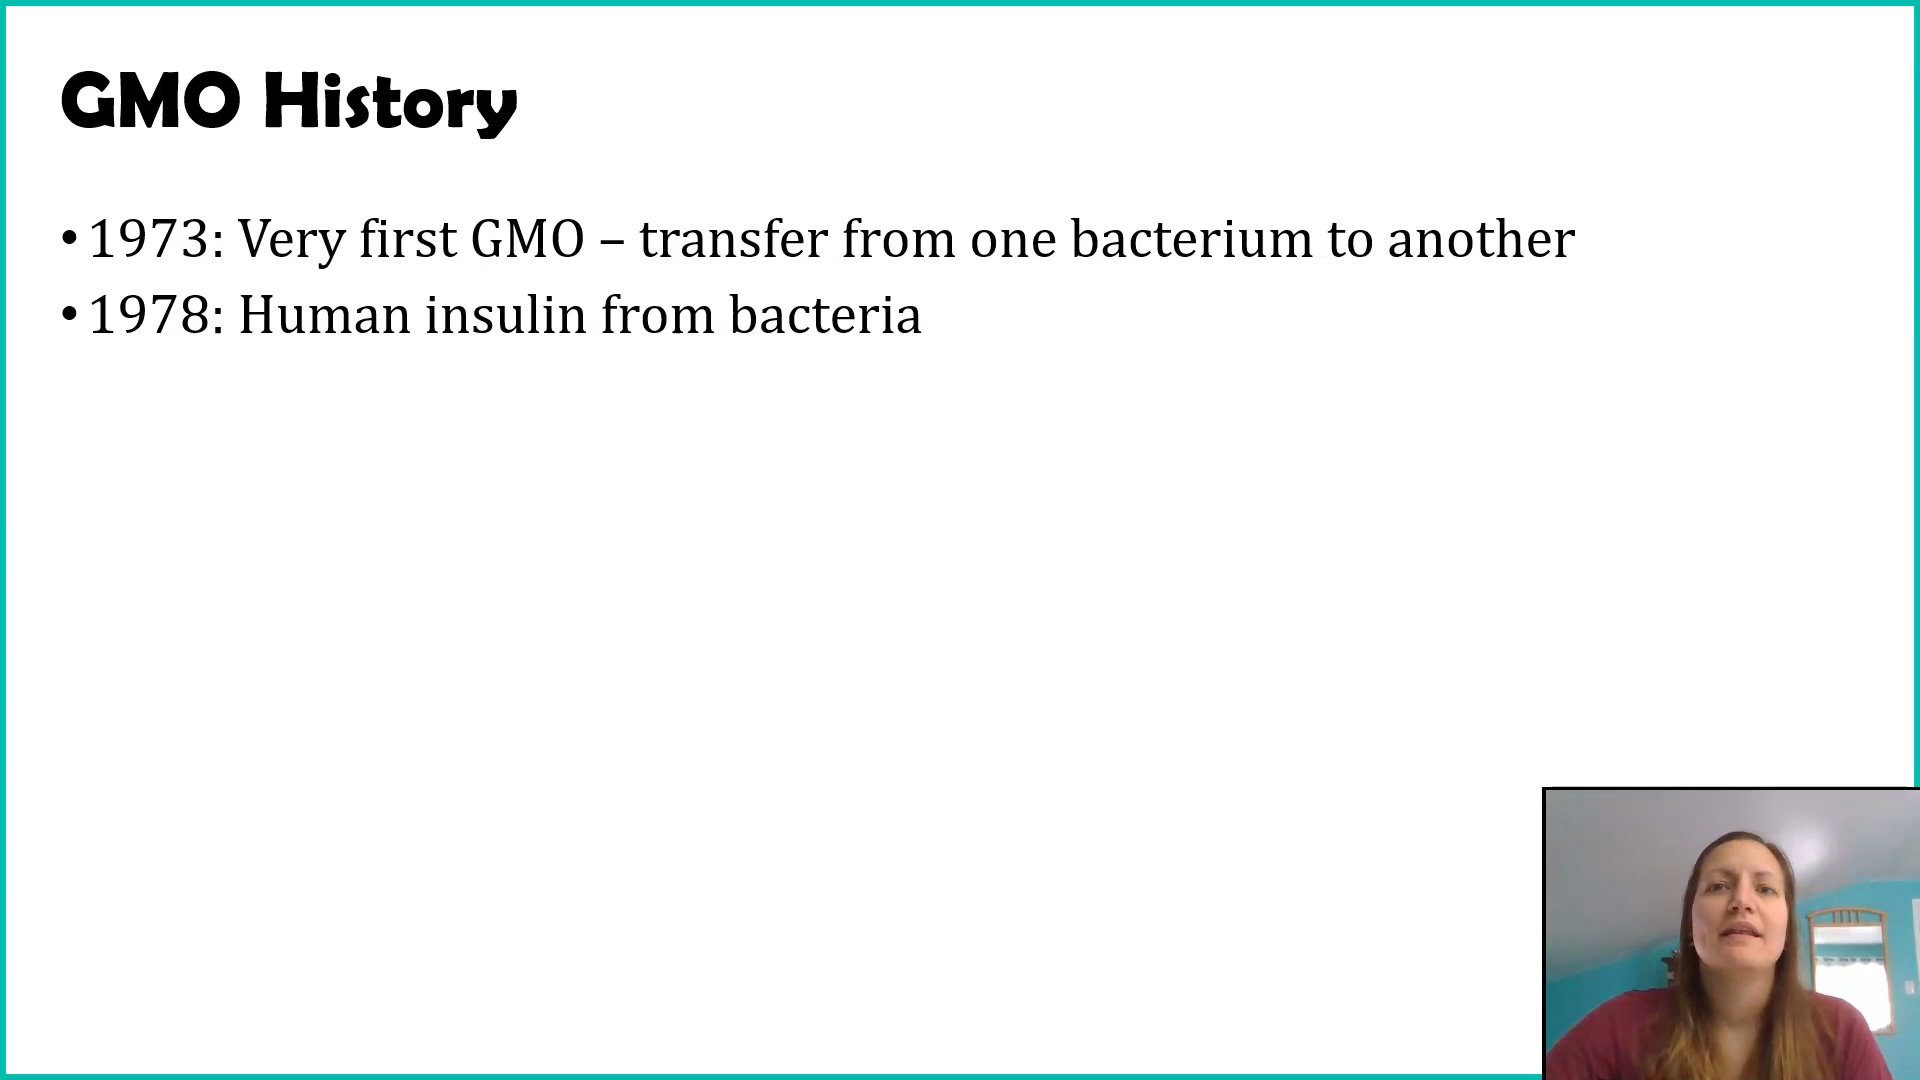 GMO History
• 1973: Very first GMO – transfer from one bacterium to another
• 1978: Human insulin from bacteria